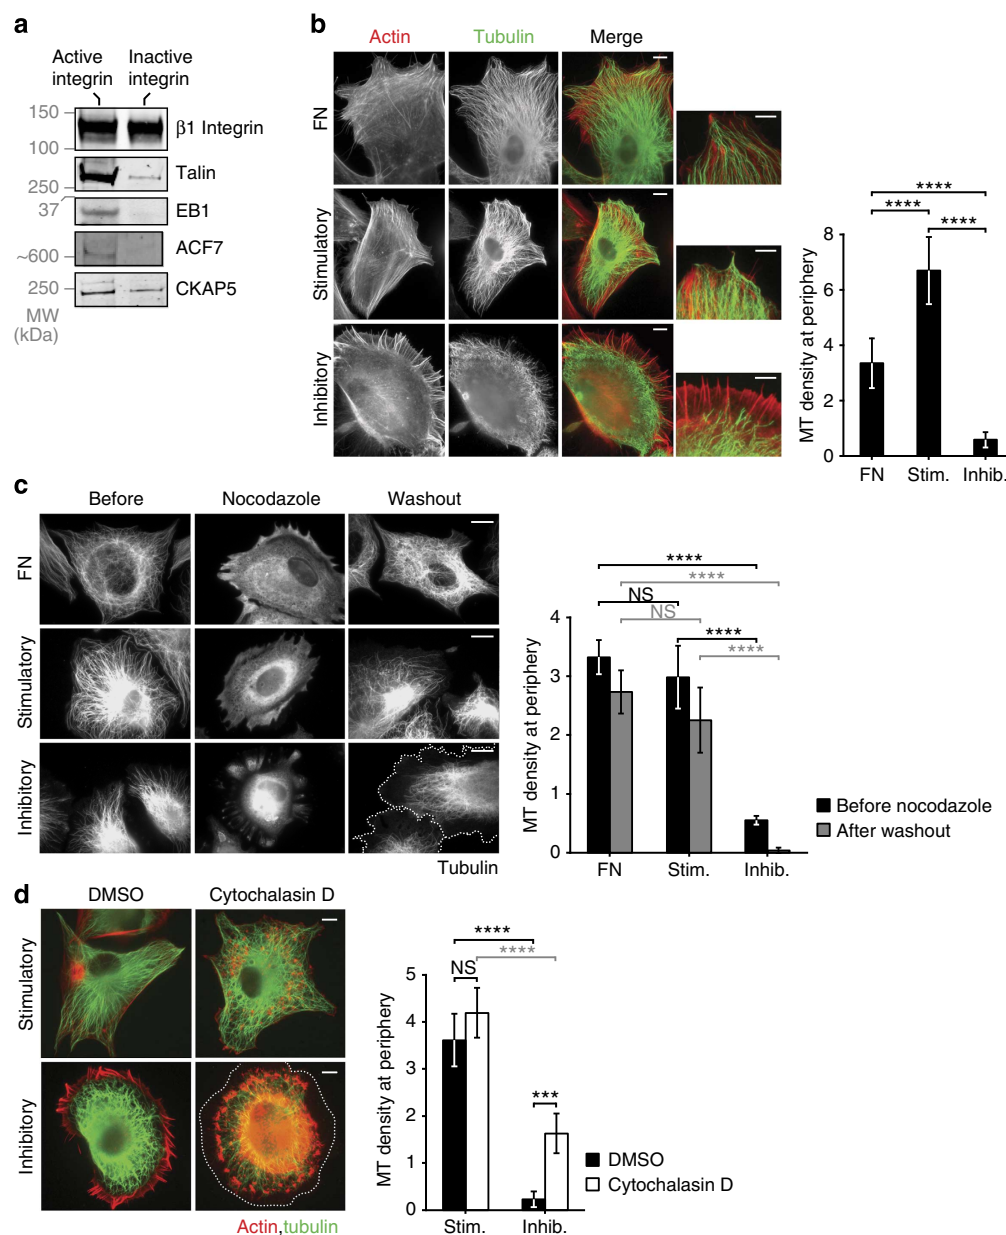 a
Active integrin
Inactive integrin
150
100
β1 Integrin
250
Talin
37
EB1
~600
ACF7
250
CKAP5
MW (kDa)
b
Actin
Tubulin
Merge
FN
Stimulatory
Inhibitory
****
****
****
MT density at periphery
8
6
4
2
0
FN
Stim.
Inhib.
c
Before
Nocodazole
Washout
FN
Stimulatory
Inhibitory
Tubulin
****
****
NS
NS
****
****
MT density at periphery
4
3
2
1
0
FN
Stim.
Inhib.
Before nocodazole
After washout
d
DMSO
Cytochalasin D
Stimulatory
Inhibitory
Actin,tubulin
****
****
NS
***
MT density at periphery
5
4
3
2
1
0
Stim.
Inhib.
DMSO
Cytochalasin D